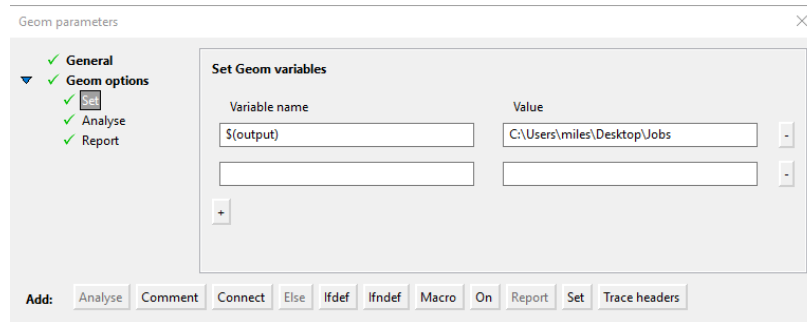 Geom parameters
General
Geom options
Set
Analyse
Report
Set Geom variables
Variable name Value
$(output) C:\Users\miles\Desktop\Jobs -
-
+
Add: Analyse Comment Connect Else Ifdef Ifndef Macro On Report Set Trace headers